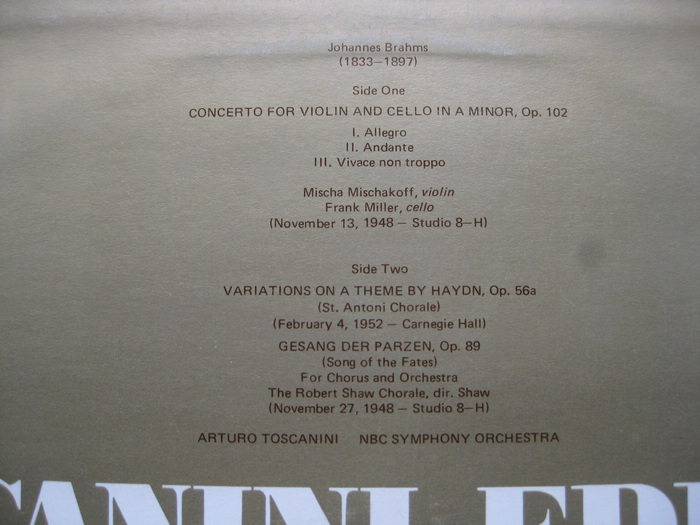 Johannes Brahms
(1833—1897)
Side One
CONCERTO FOR VIOLIN AND CELLO IN A MINOR, Op. 102
I. Allegro
II. Andante
III. Vivace non troppo
Mischa Mischakoff, violin
Frank Miller, cello
(November 13, 1948 — Studio 8—H)
Side Two
VARIATIONS ON A THEME BY HAYDN, Op. 56a
(St. Antoni Chorale)
(February 4, 1952 — Carnegie Hall)
GESANG DER PARZEN, Op. 89
(Song of the Fates)
For Chorus and Orchestra
The Robert Shaw Chorale, dir. Shaw
(November 27, 1948 — Studio 8—H)
ARTURO TOSCANINI NBC SYMPHONY ORCHESTRA